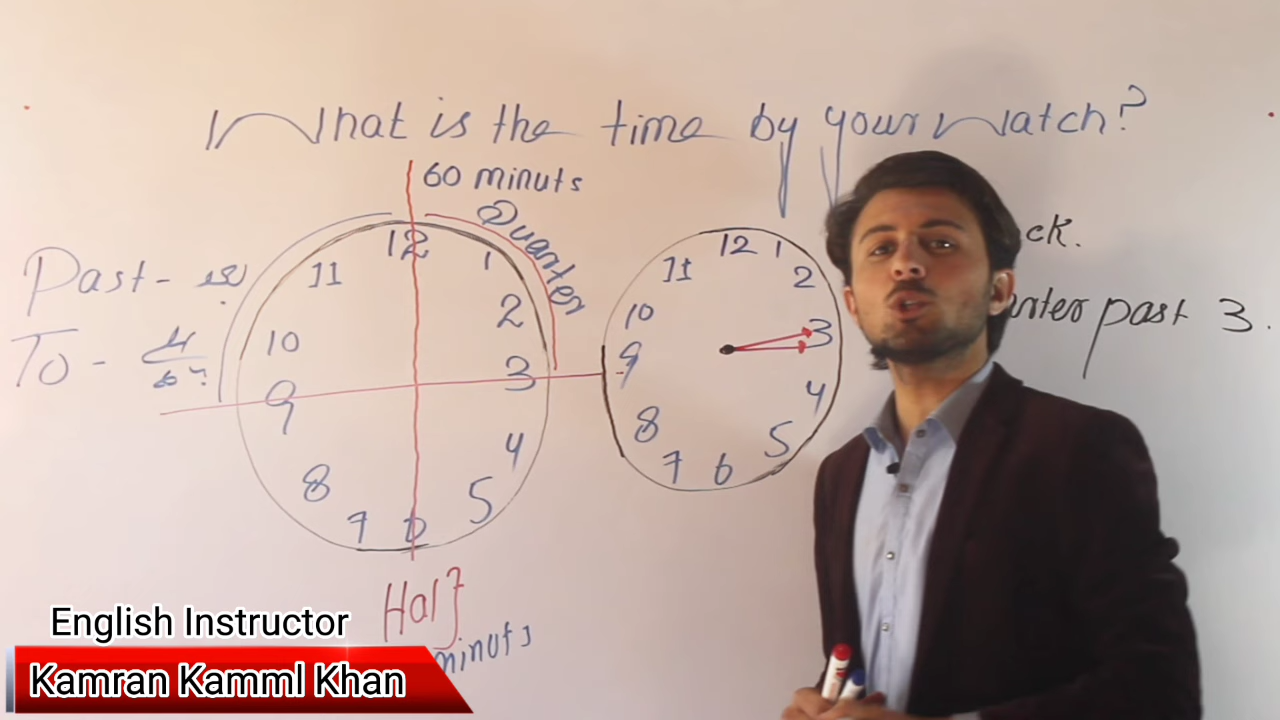 What is the time by your watch?
60 minuts
Quarter
Past -
To -
12
1
2
3
4
5
6
7
8
9
10
11
12
1
2
3
4
5
6
7
8
9
10
11
ck.
arter past 3.
Half
minuts
English Instructor
Kamran Kamml Khan